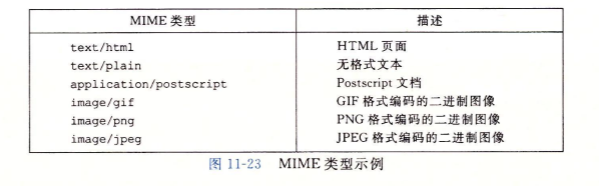 MIME 类型 描述
text/html HTML 页面
text/plain 无格式文本
application/postscript Postscript 文档
image/gif GIF 格式编码的二进制图像
image/png PNG 格式编码的二进制图像
image/jpeg JPEG 格式编码的二进制图像
图 11-23 MIME 类型示例